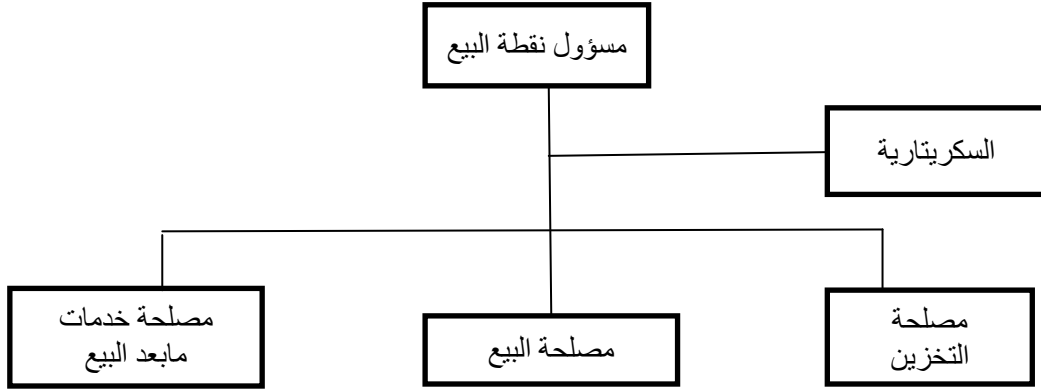 مسؤول نقطة البيع
السكريتارية
مصلحة
التخزين
مصلحة البيع
مصلحة خدمات
مابعد البيع